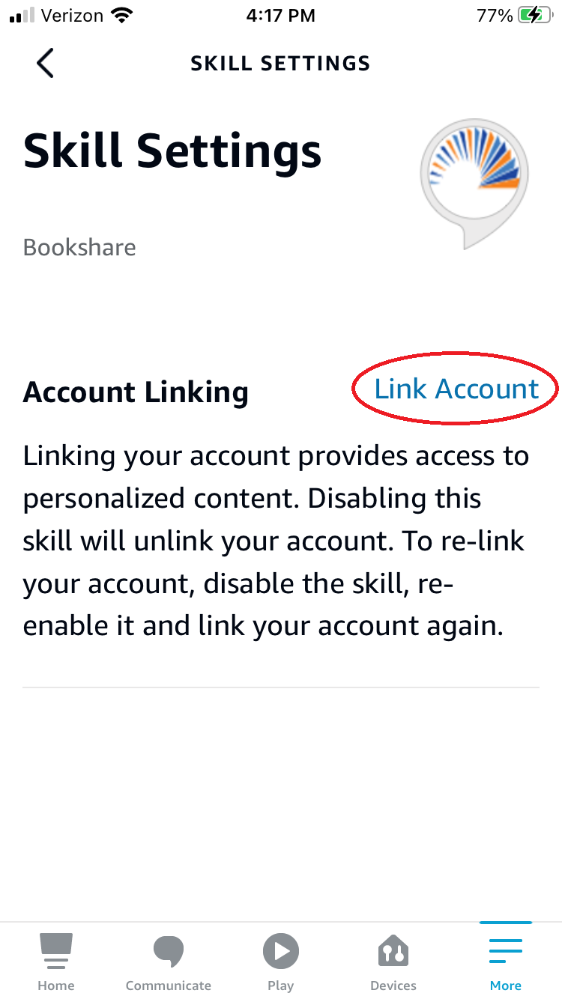 Verizon 4:17 PM 77%
SKILL SETTINGS
Skill Settings
Bookshare
Account Linking Link Account
Linking your account provides access to
personalized content. Disabling this
skill will unlink your account. To re-link
your account, disable the skill, re-
enable it and link your account again.
Home Communicate Play Devices More